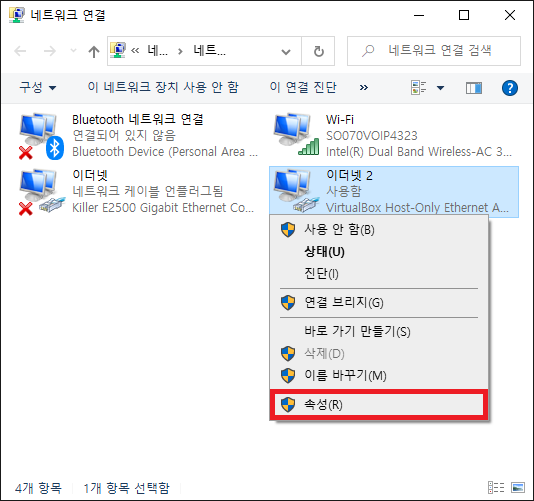 네트워크 연결
« 네... > 네트...
네트워크 연결 검색
구성
이 네트워크 장치 사용 안 함
이 연결 진단
»
Bluetooth 네트워크 연결
연결되어 있지 않음
Bluetooth Device (Personal Area ...
Wi-Fi
SO070VOIP4323
Intel(R) Dual Band Wireless-AC 3...
이더넷
네트워크 케이블 언플러그됨
Killer E2500 Gigabit Ethernet Co...
이더넷 2
사용함
VirtualBox Host-Only Ethernet A...
사용 안 함(B)
상태(U)
진단(I)
연결 브리지(G)
바로 가기 만들기(S)
삭제(D)
이름 바꾸기(M)
속성(R)
4개 항목
1개 항목 선택함